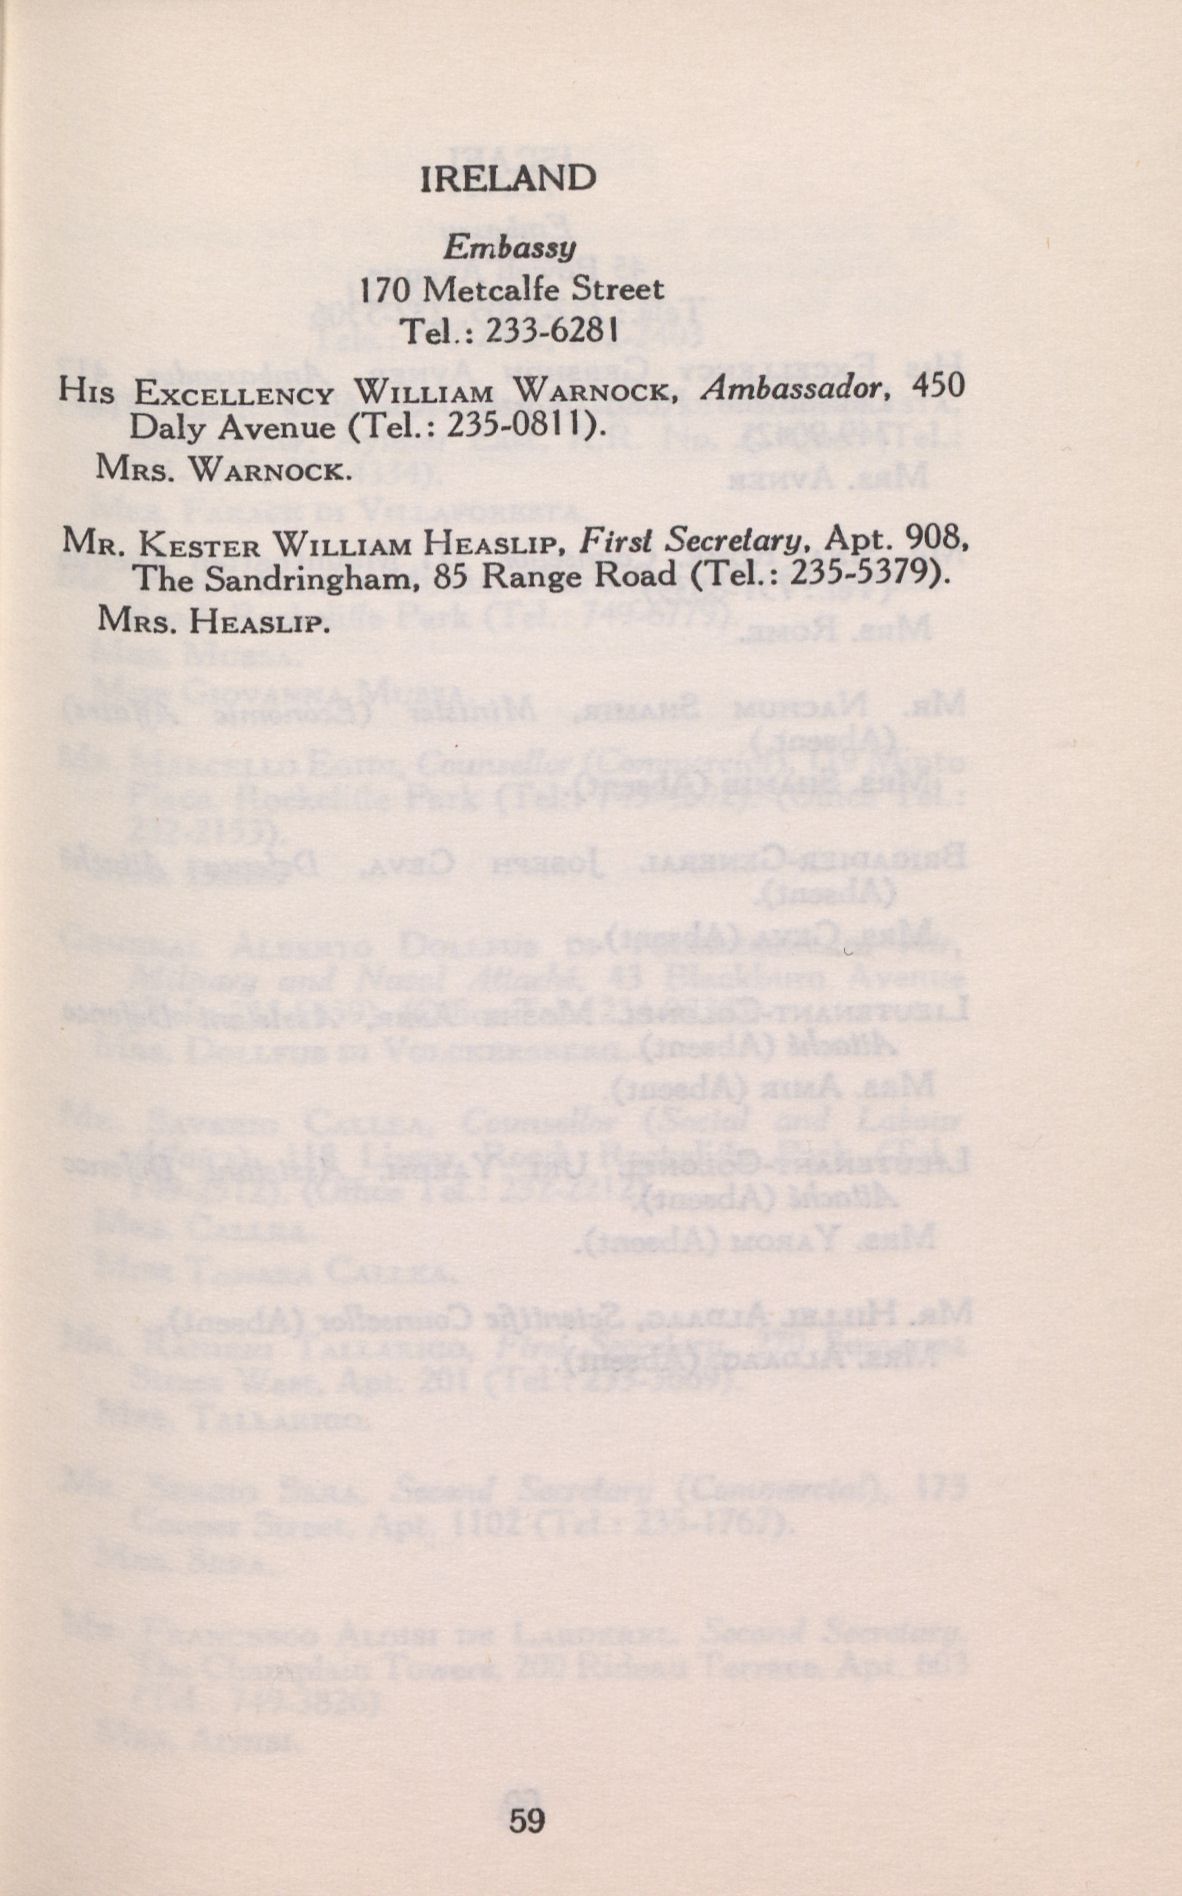 IRELAND
Embassy
170 Metcalfe Street
Tel.: 233-6281
His Excellency William Warnock, Ambassador, 450
Daly Avenue (Tel.: 235-0811).
Mrs. Warnock.
Mr. Kester William Heaslip, First Secretary, Apt. 908,
The Sandringham, 85 Range Road (Tel.: 235-5379).
Mrs. Heaslip.
59